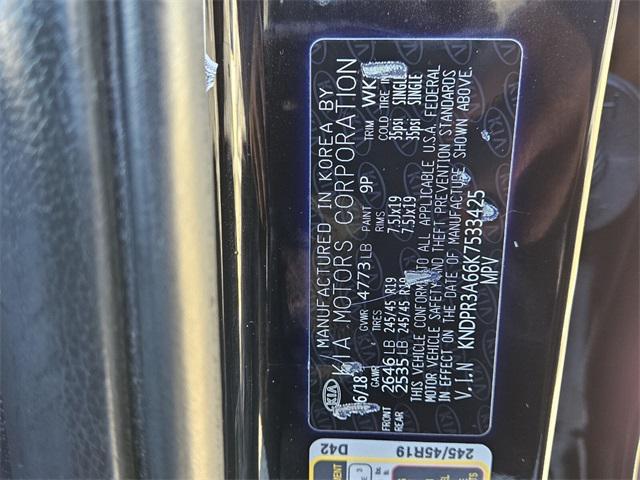 KIA
MANUFACTURED IN KOREA BY
KIA MOTORS CORPORATION
6/18 GVWR 4773LB PAINT 9P TRIM WK
GAWR TIRES COLD TIRE
FRONT 2646LB 245/45 R19 7.5Jx19 35psi SINGLE
REAR 2535LB 245/45 R19 7.5Jx19 35psi SINGLE
THIS VEHICLE CONFORMS TO ALL APPLICABLE U.S.A. FEDERAL
MOTOR VEHICLE SAFETY AND THEFT PREVENTION STANDARDS
IN EFFECT ON THE DATE OF MANUFACTURE SHOWN ABOVE.
V.I.N KNDPR3A66K7533425
MPV
D42
245/45R19